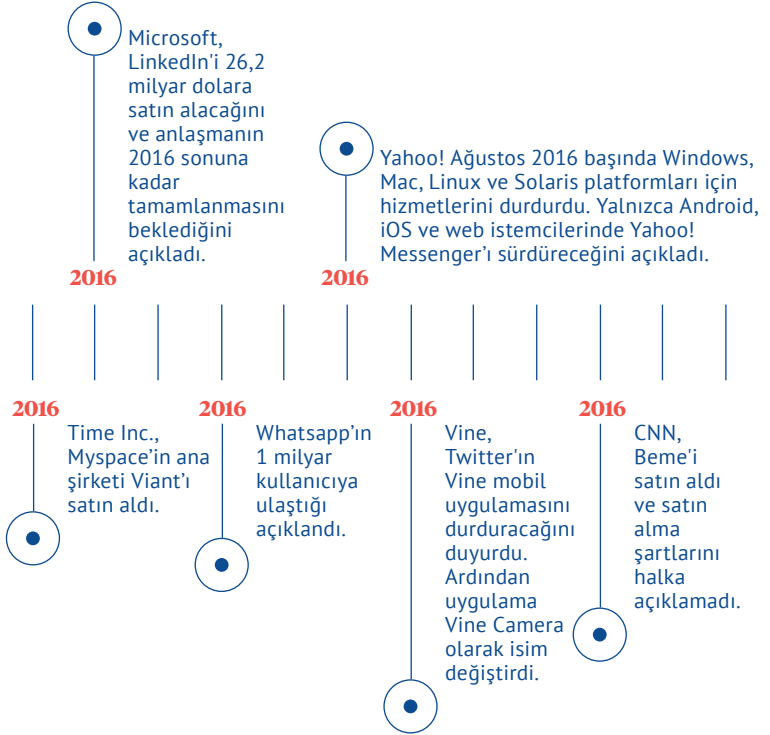 Microsoft,
LinkedIn'i 26,2
milyar dolara
satın alacağını
ve anlaşmanın
2016 sonuna
kadar
tamamlanmasını
beklediğini
açıkladı.
2016
Yahoo! Ağustos 2016 başında Windows,
Mac, Linux ve Solaris platformları için
hizmetlerini durdurdu. Yalnızca Android,
iOS ve web istemcilerinde Yahoo!
Messenger’ı sürdüreceğini açıkladı.
2016
2016
Time Inc.,
Myspace’in ana
şirketi Viant’ı
satın aldı.
2016
Whatsapp’ın
1 milyar
kullanıcıya
ulaştığı
açıklandı.
2016
Vine,
Twitter'ın
Vine mobil
uygulamasını
durduracağını
duyurdu.
Ardından
uygulama
Vine Camera
olarak isim
değiştirdi.
2016
CNN,
Beme'i
satın aldı
ve satın
alma
şartlarını
halka
açıklamadı.